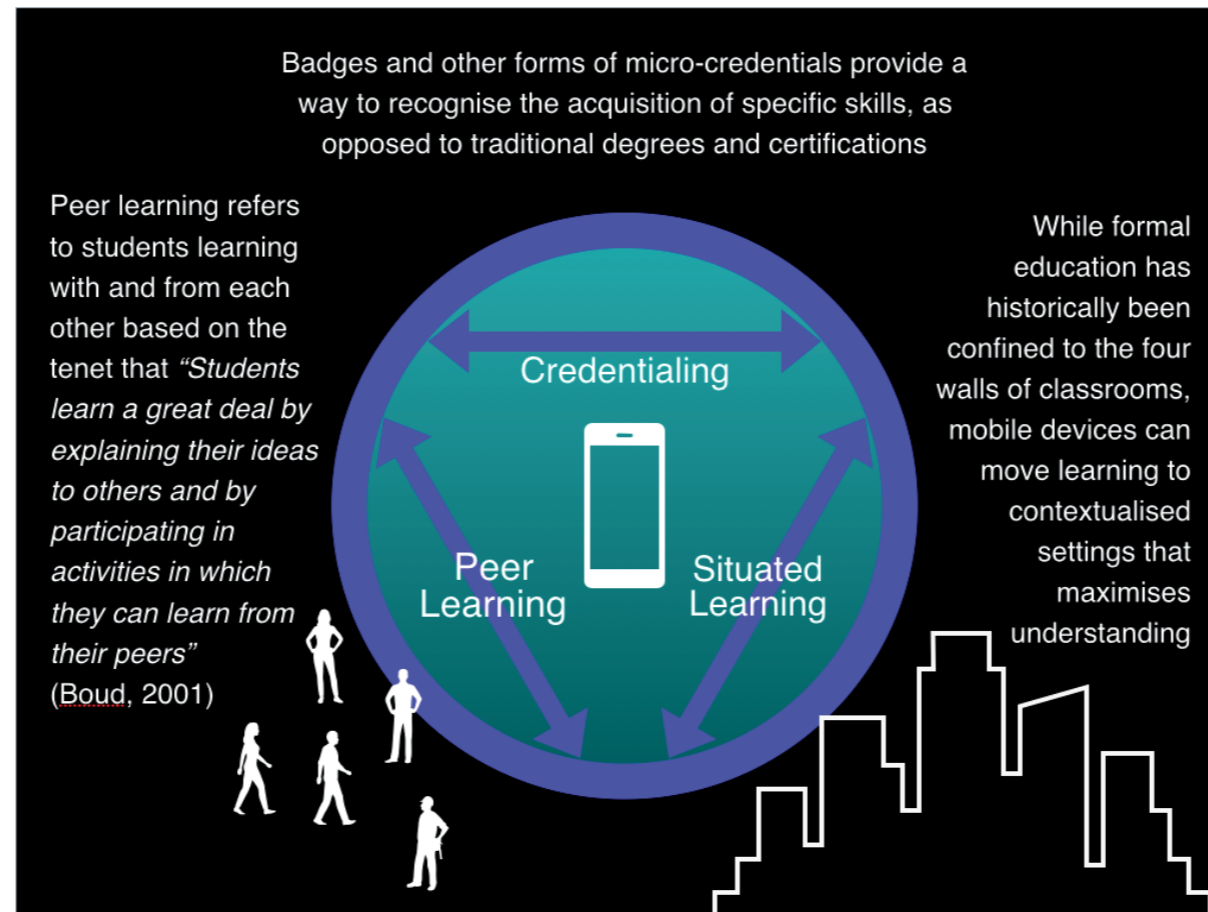 Badges and other forms of micro-credentials provide a
way to recognise the acquisition of specific skills, as
opposed to traditional degrees and certifications
Peer learning refers
to students learning
with and from each
other based on the
tenet that “Students
learn a great deal by
explaining their ideas
to others and by
participating in
activities in which
they can learn from
their peers”
(Boud, 2001)
Credentialing
Peer
Learning
Situated
Learning
While formal
education has
historically been
confined to the four
walls of classrooms,
mobile devices can
move learning to
contextualised
settings that
maximises
understanding